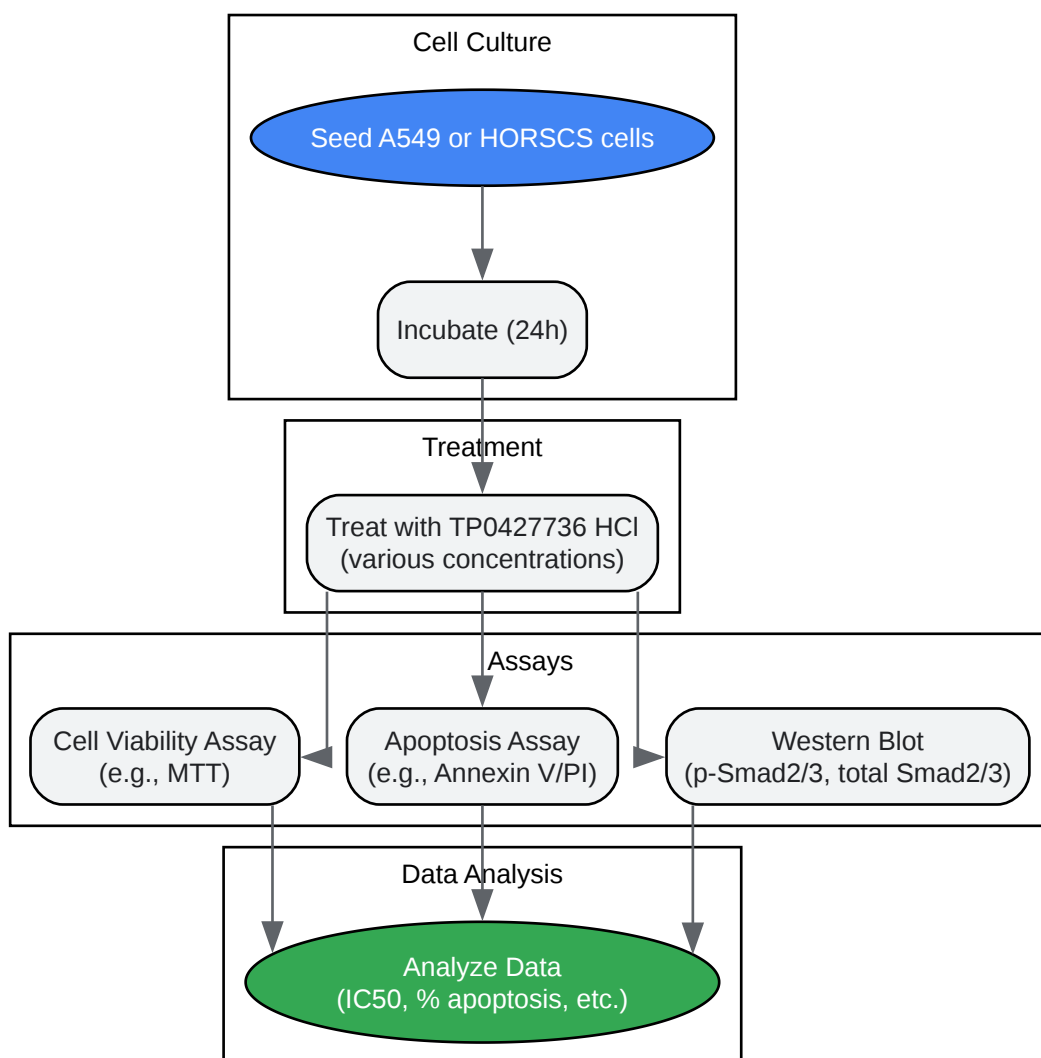 Cell Culture
Seed A549 or HORSCS cells
Incubate (24h)
Treatment
Treat with TP0427736 HCl
(various concentrations)
Assays
Cell Viability Assay
(e.g., MTT)
Apoptosis Assay
(e.g., Annexin V/PI)
Western Blot
(p-Smad2/3, total Smad2/3)
Data Analysis
Analyze Data
(IC50, % apoptosis, etc.)